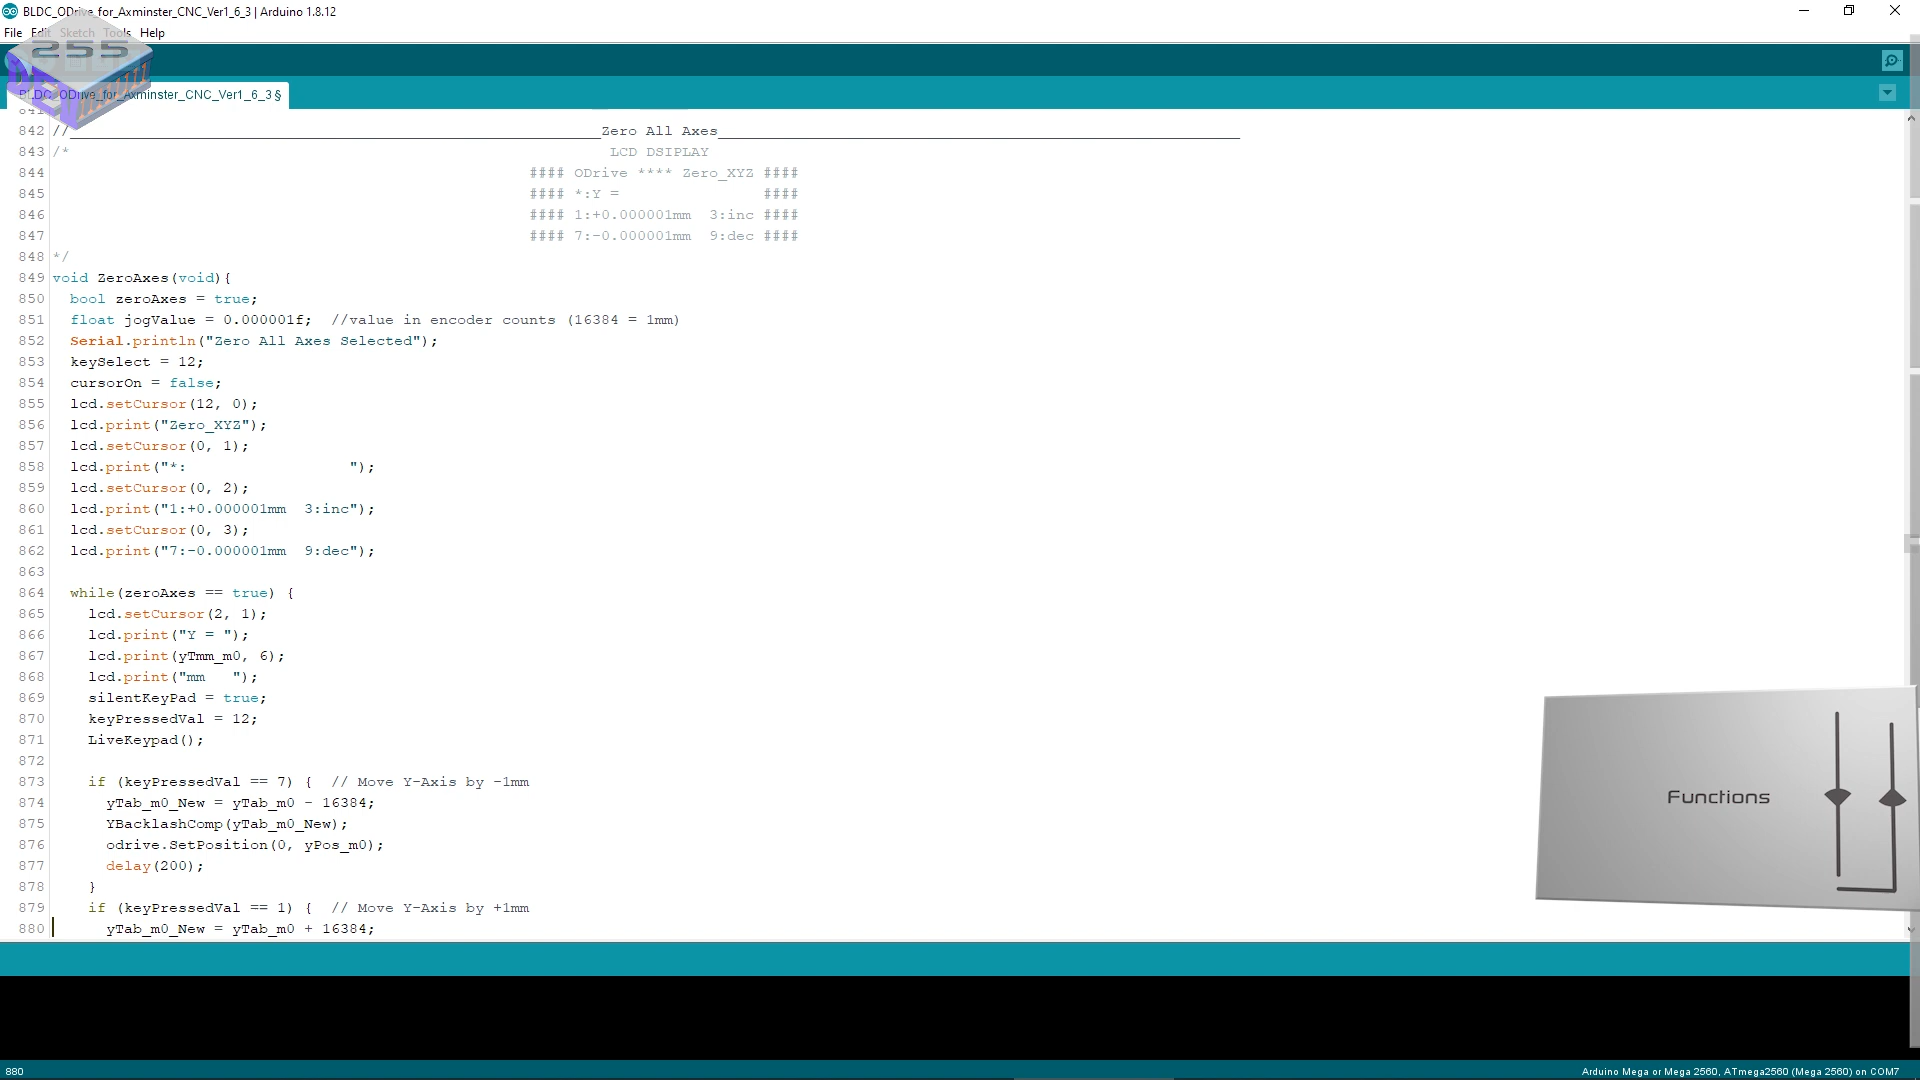 BLDC_ODrive_for_Axminster_CNC_Ver1_6_3 | Arduino 1.8.12
File Edit Sketch Tools Help
255
BLDC_ODrive_for_Axminster_CNC_Ver1_6_3 §
841
842 //___________________________________________________________Zero All Axes__________________________________________________________
843 /* LCD DSIPLAY
844 #### ODrive **** Zero_XYZ ####
845 #### *:Y = ####
846 #### 1:+0.000001mm 3:inc ####
847 #### 7:-0.000001mm 9:dec ####
848 */
849 void ZeroAxes(void){
850 bool zeroAxes = true;
851 float jogValue = 0.000001f; //value in encoder counts (16384 = 1mm)
852 Serial.println("Zero All Axes Selected");
853 keySelect = 12;
854 cursorOn = false;
855 lcd.setCursor(12, 0);
856 lcd.print("Zero_XYZ");
857 lcd.setCursor(0, 1);
858 lcd.print("*: ");
859 lcd.setCursor(0, 2);
860 lcd.print("1:+0.000001mm 3:inc");
861 lcd.setCursor(0, 3);
862 lcd.print("7:-0.000001mm 9:dec");
863
864 while(zeroAxes == true) {
865 lcd.setCursor(2, 1);
866 lcd.print("Y = ");
867 lcd.print(yTmm_m0, 6);
868 lcd.print("mm ");
869 silentKeyPad = true;
870 keyPressedVal = 12;
871 LiveKeypad();
872
873 if (keyPressedVal == 7) { // Move Y-Axis by -1mm
874 yTab_m0_New = yTab_m0 - 16384;
875 YBacklashComp(yTab_m0_New);
876 odrive.SetPosition(0, yPos_m0);
877 delay(200);
878 }
879 if (keyPressedVal == 1) { // Move Y-Axis by +1mm
880 yTab_m0_New = yTab_m0 + 16384;
Functions
880
Arduino Mega or Mega 2560, ATmega2560 (Mega 2560) on COM7